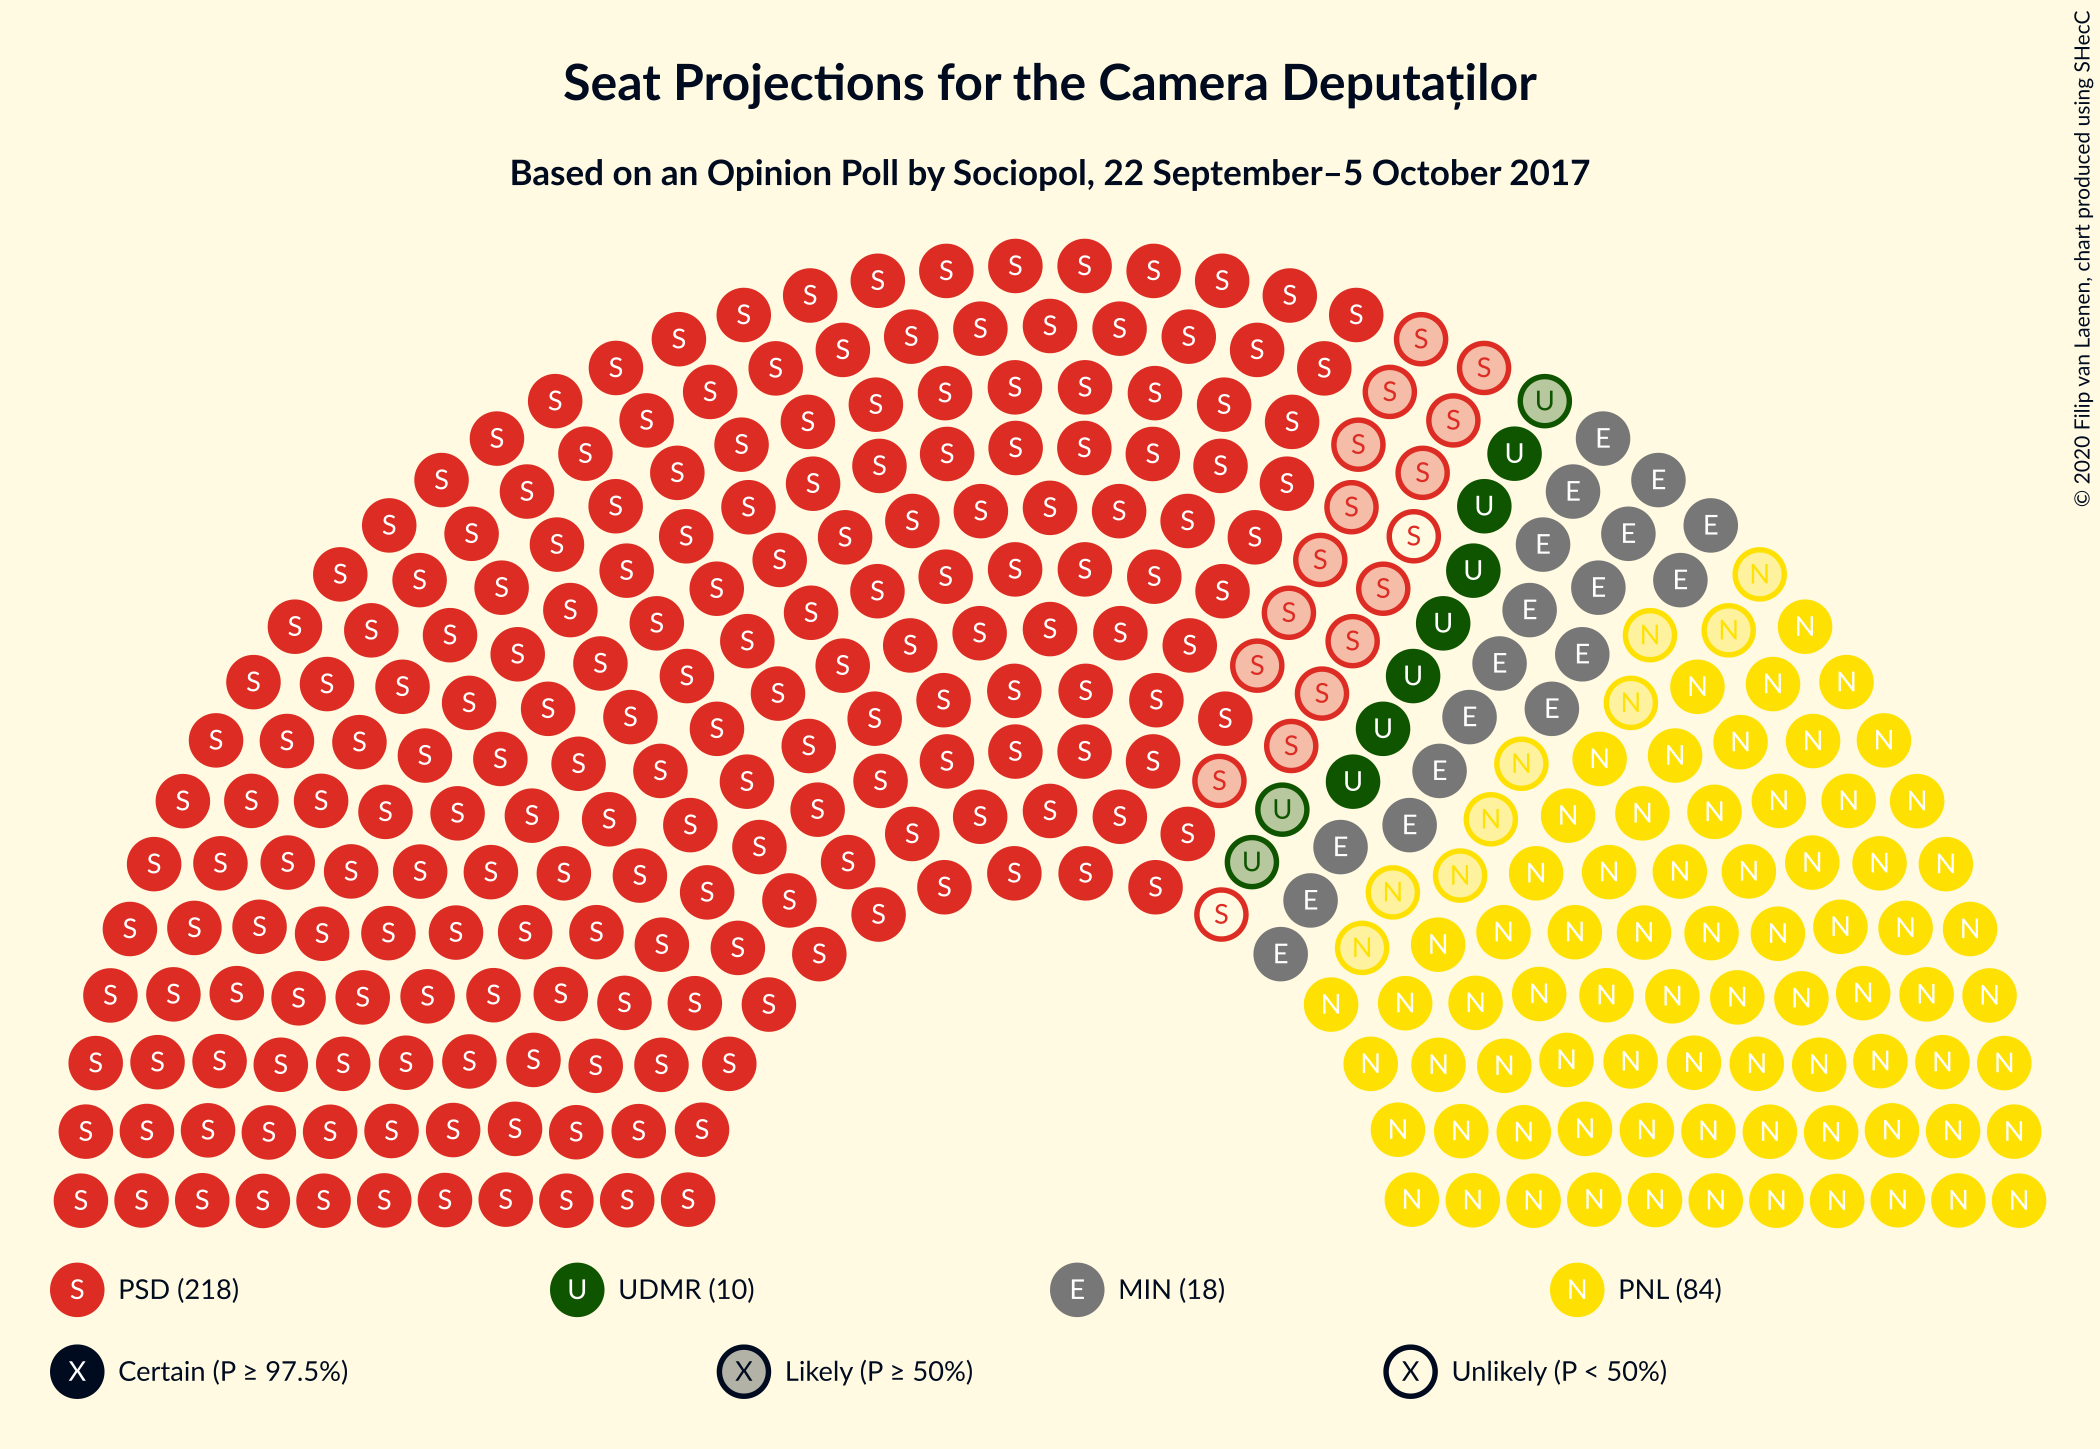 Seat Projections for the Camera Deputaților
Based on an Opinion Poll by Sociopol, 22 September–5 October 2017
© 2020 Filip van Laenen, chart produced using SHecC
S PSD (218) U UDMR (10) E MIN (18) N PNL (84)
X Certain (P ≥ 97.5%) X Likely (P ≥ 50%) X Unlikely (P < 50%)